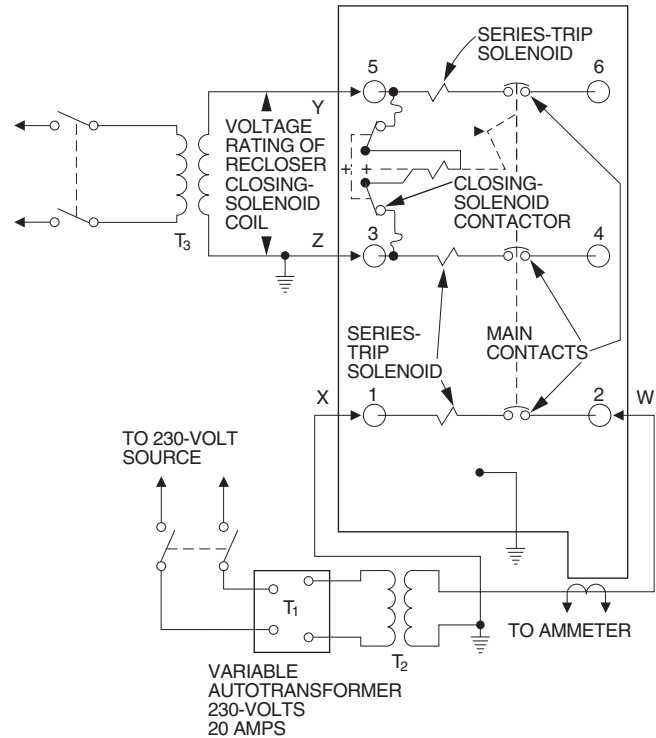 SERIES-TRIP
SOLENOID
5
6
Y
VOLTAGE
RATING OF
RECLOSER
CLOSING-
SOLENOID
COIL
+ +
CLOSING-
SOLENOID
CONTACTOR
Z
3
4
T3
SERIES-
TRIP
SOLENOID
MAIN
CONTACTS
X
1
2
W
TO 230-VOLT
SOURCE
T1
T2
TO AMMETER
VARIABLE
AUTOTRANSFORMER
230-VOLTS
20 AMPS